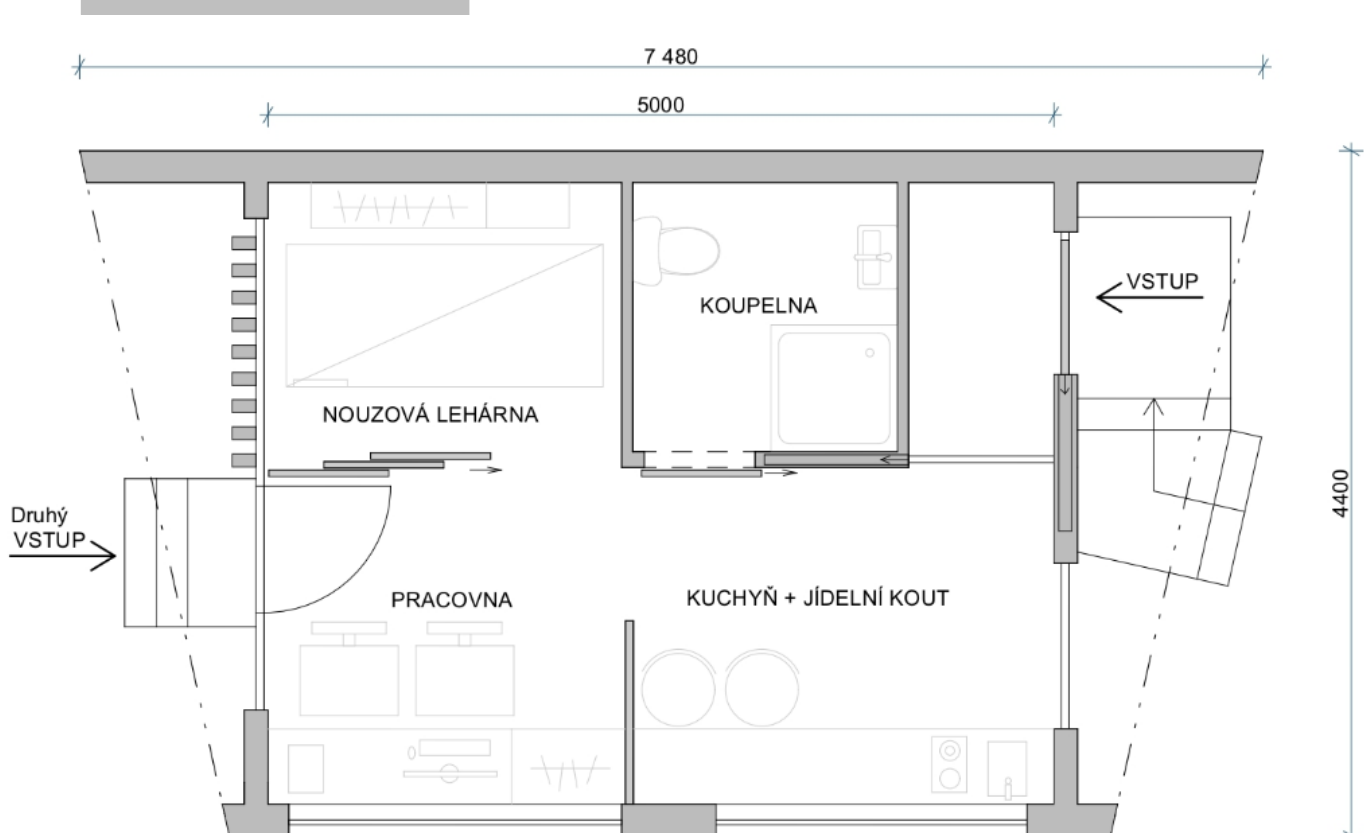 7 480
5000
VSTUP
KOUPELNA
NOUZOVÁ LEHÁRNA
4400
Druhý
VSTUP
PRACOVNA
KUCHYŇ + JÍDELNÍ KOUT